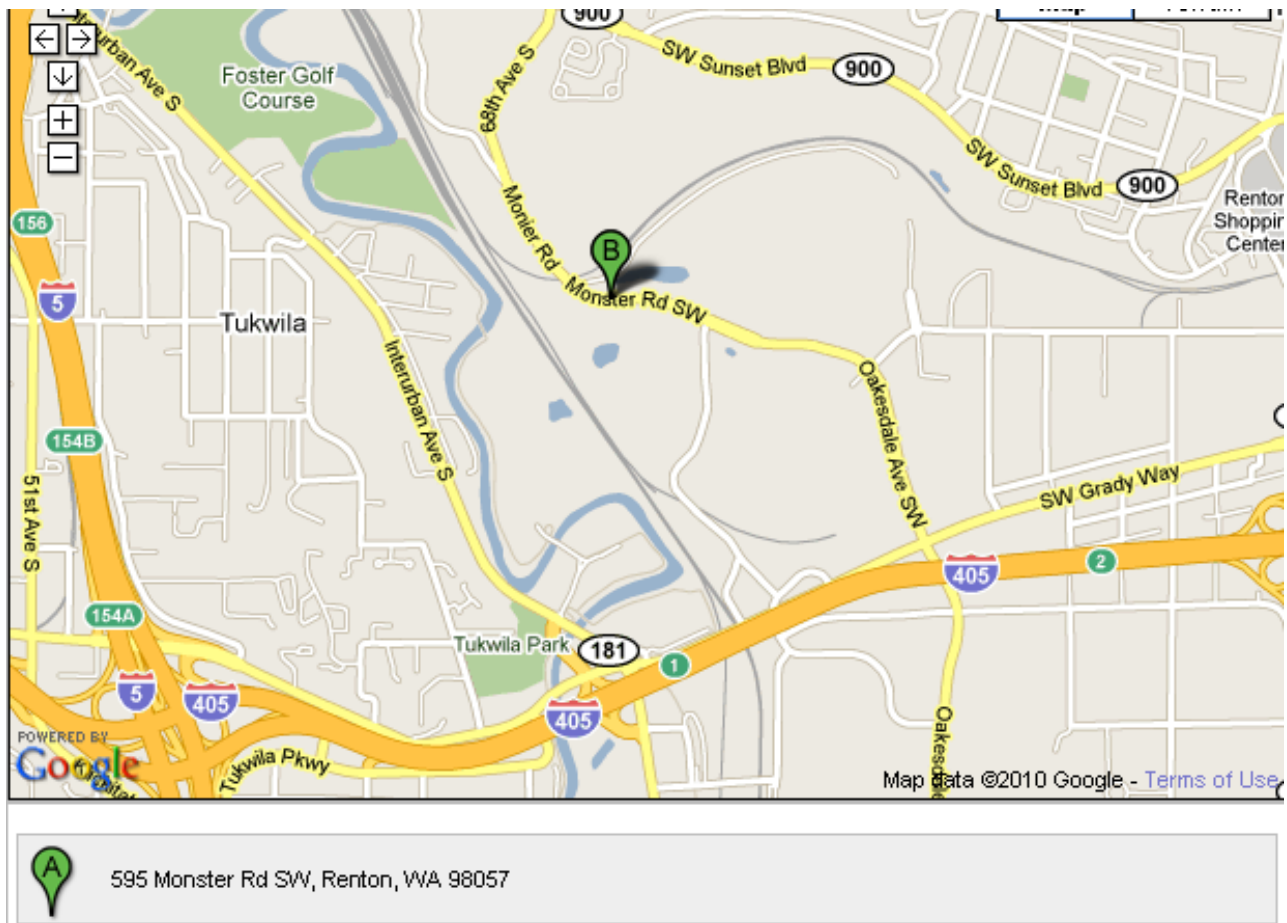 900
Interurban Ave S
Foster Golf
Course
68th Ave S
SW Sunset Blvd
900
SW Sunset Blvd
900
Renton
Shopping
Center
156
5
Tukwila
Monier Rd
B
Monster Rd SW
Interurban Ave S
Oakesdale Ave SW
154B
51st Ave S
SW Grady Way
405
2
154A
Tukwila Park
181
1
5
405
405
Tukwila Pkwy
POWERED BY
Google
Map data ©2010 Google - Terms of Use
A
595 Monster Rd SW, Renton, WA 98057